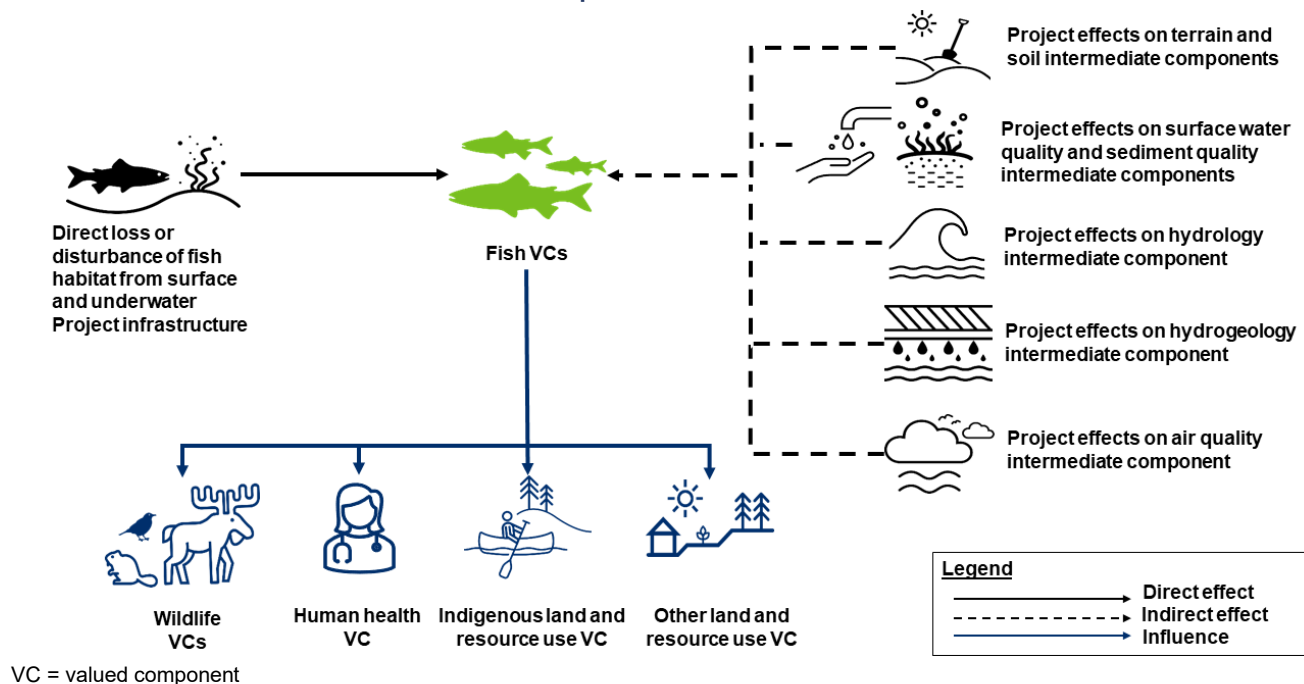 Project effects on terrain and
soil intermediate components
Project effects on surface water
quality and sediment quality
intermediate components
Direct loss or
disturbance of fish
habitat from surface
and underwater
Project infrastructure
Fish VCs
Project effects on hydrology
intermediate component
Project effects on hydrogeology
intermediate component
Project effects on air quality
intermediate component
Wildlife
VCs
Human health
VC
Indigenous land and
resource use VC
Other land and
resource use VC
Legend
Direct effect
Indirect effect
Influence
VC = valued component